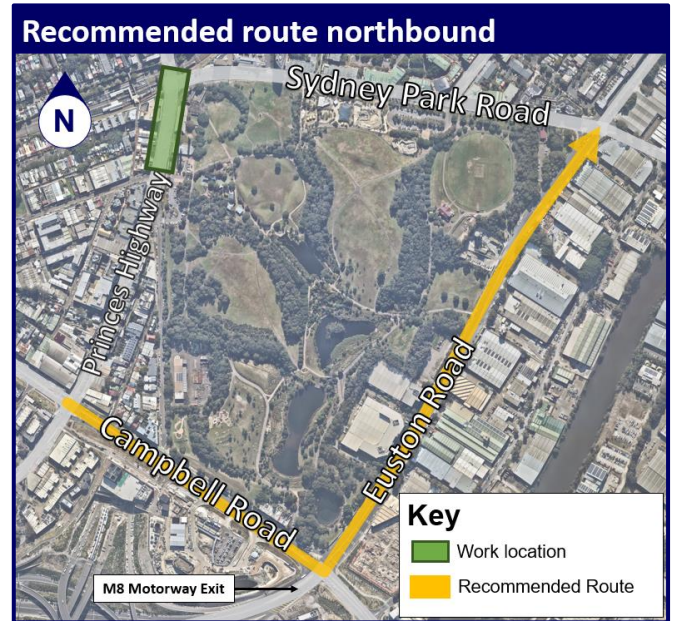 Recommended route northbound
N
Sydney Park Road
Princes Highway
Campbell Road
Euston Road
M8 Motorway Exit
Key
Work location
Recommended Route